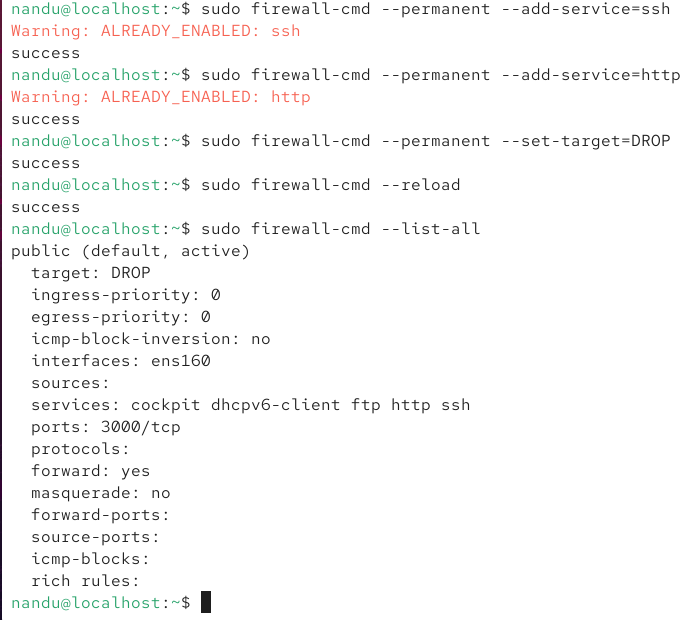 nandu@localhost:~$ sudo firewall-cmd --permanent --add-service=ssh
Warning: ALREADY_ENABLED: ssh
success
nandu@localhost:~$ sudo firewall-cmd --permanent --add-service=http
Warning: ALREADY_ENABLED: http
success
nandu@localhost:~$ sudo firewall-cmd --permanent --set-target=DROP
success
nandu@localhost:~$ sudo firewall-cmd --reload
success
nandu@localhost:~$ sudo firewall-cmd --list-all
public (default, active)
  target: DROP
  ingress-priority: 0
  egress-priority: 0
  icmp-block-inversion: no
  interfaces: ens160
  sources:
  services: cockpit dhcpv6-client ftp http ssh
  ports: 3000/tcp
  protocols:
  forward: yes
  masquerade: no
  forward-ports:
  source-ports:
  icmp-blocks:
  rich rules:
nandu@localhost:~$